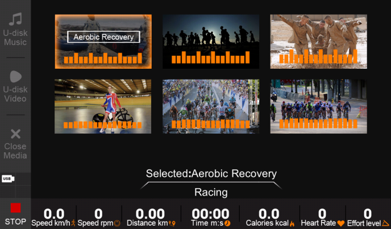 U-disk
Music
U-disk
Video
Close
Media
USB
STOP
Aerobic Recovery
Selected:Aerobic Recovery
Racing
0.0 0 0.00 00:00 0.0 0 0
Speed km/h Speed rpm Distance km Time m:s Calories kcal Heart Rate Effort level